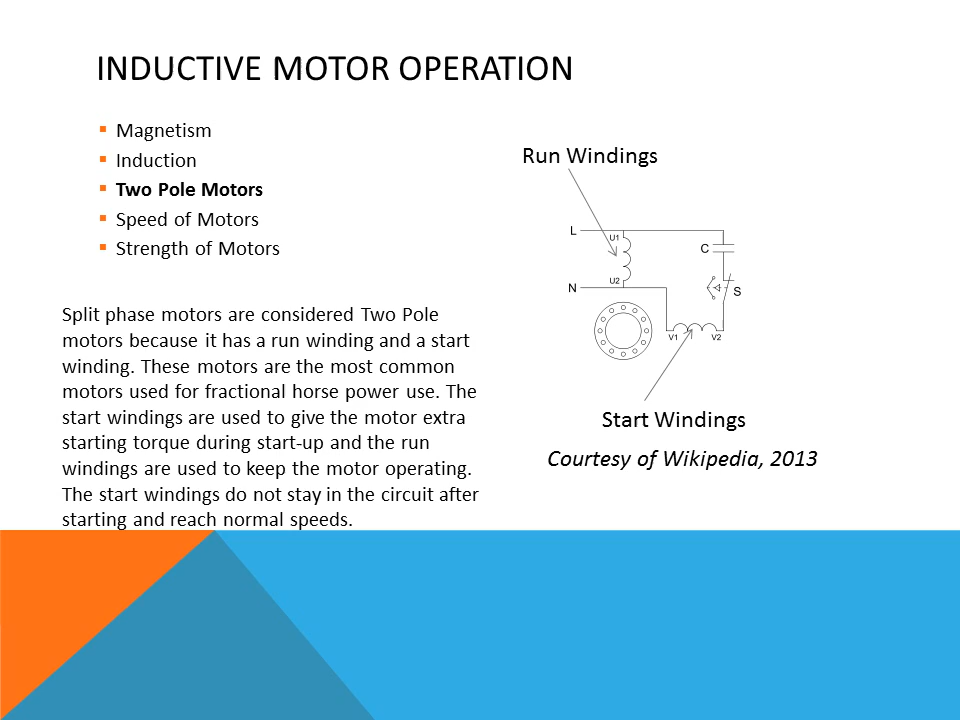 INDUCTIVE MOTOR OPERATION
Magnetism
Induction
Two Pole Motors
Speed of Motors
Strength of Motors
Split phase motors are considered Two Pole
motors because it has a run winding and a start
winding. These motors are the most common
motors used for fractional horse power use. The
start windings are used to give the motor extra
starting torque during start-up and the run
windings are used to keep the motor operating.
The start windings do not stay in the circuit after
starting and reach normal speeds.
Run Windings
L
U1
C
U2
N
S
V1 V2
Start Windings
Courtesy of Wikipedia, 2013